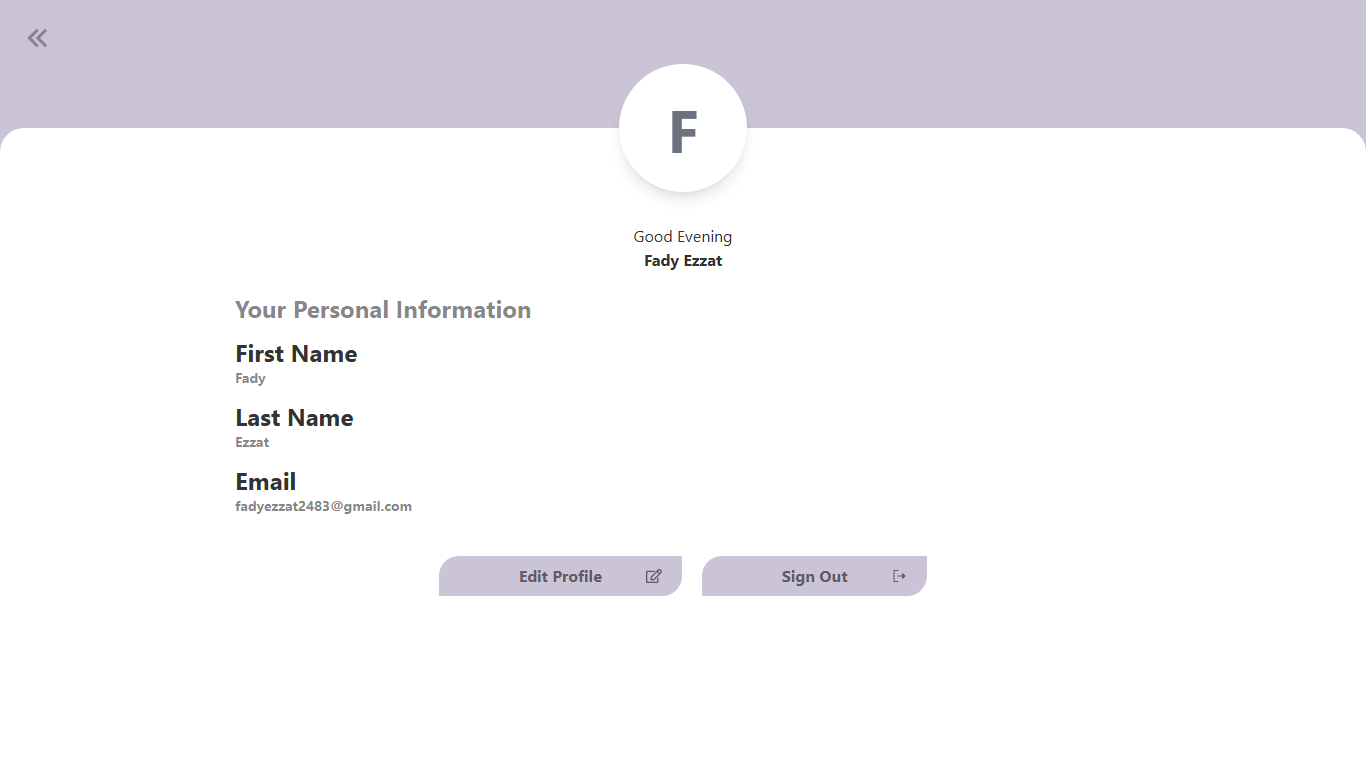 F
Good Evening
Fady Ezzat
Your Personal Information
First Name
Fady
Last Name
Ezzat
Email
fadyezzat2483@gmail.com
Edit Profile
Sign Out